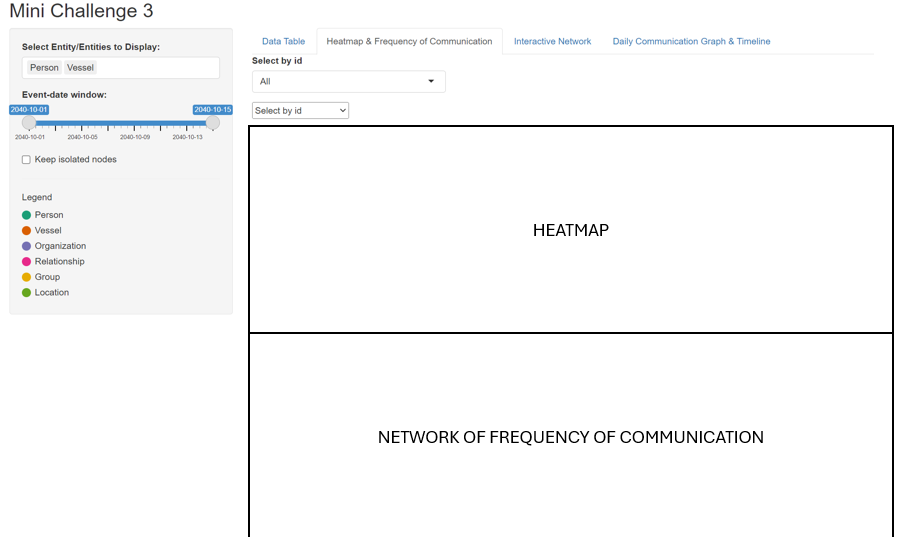 Mini Challenge 3
Select Entity/Entities to Display:
Person Vessel
Event-date window:
2040-10-01 2040-10-15
2040-10-01 2040-10-05 2040-10-09 2040-10-13
Keep isolated nodes
Legend
Person
Vessel
Organization
Relationship
Group
Location
Data Table Heatmap & Frequency of Communication Interactive Network Daily Communication Graph & Timeline
Select by id
All
Select by id
HEATMAP
NETWORK OF FREQUENCY OF COMMUNICATION